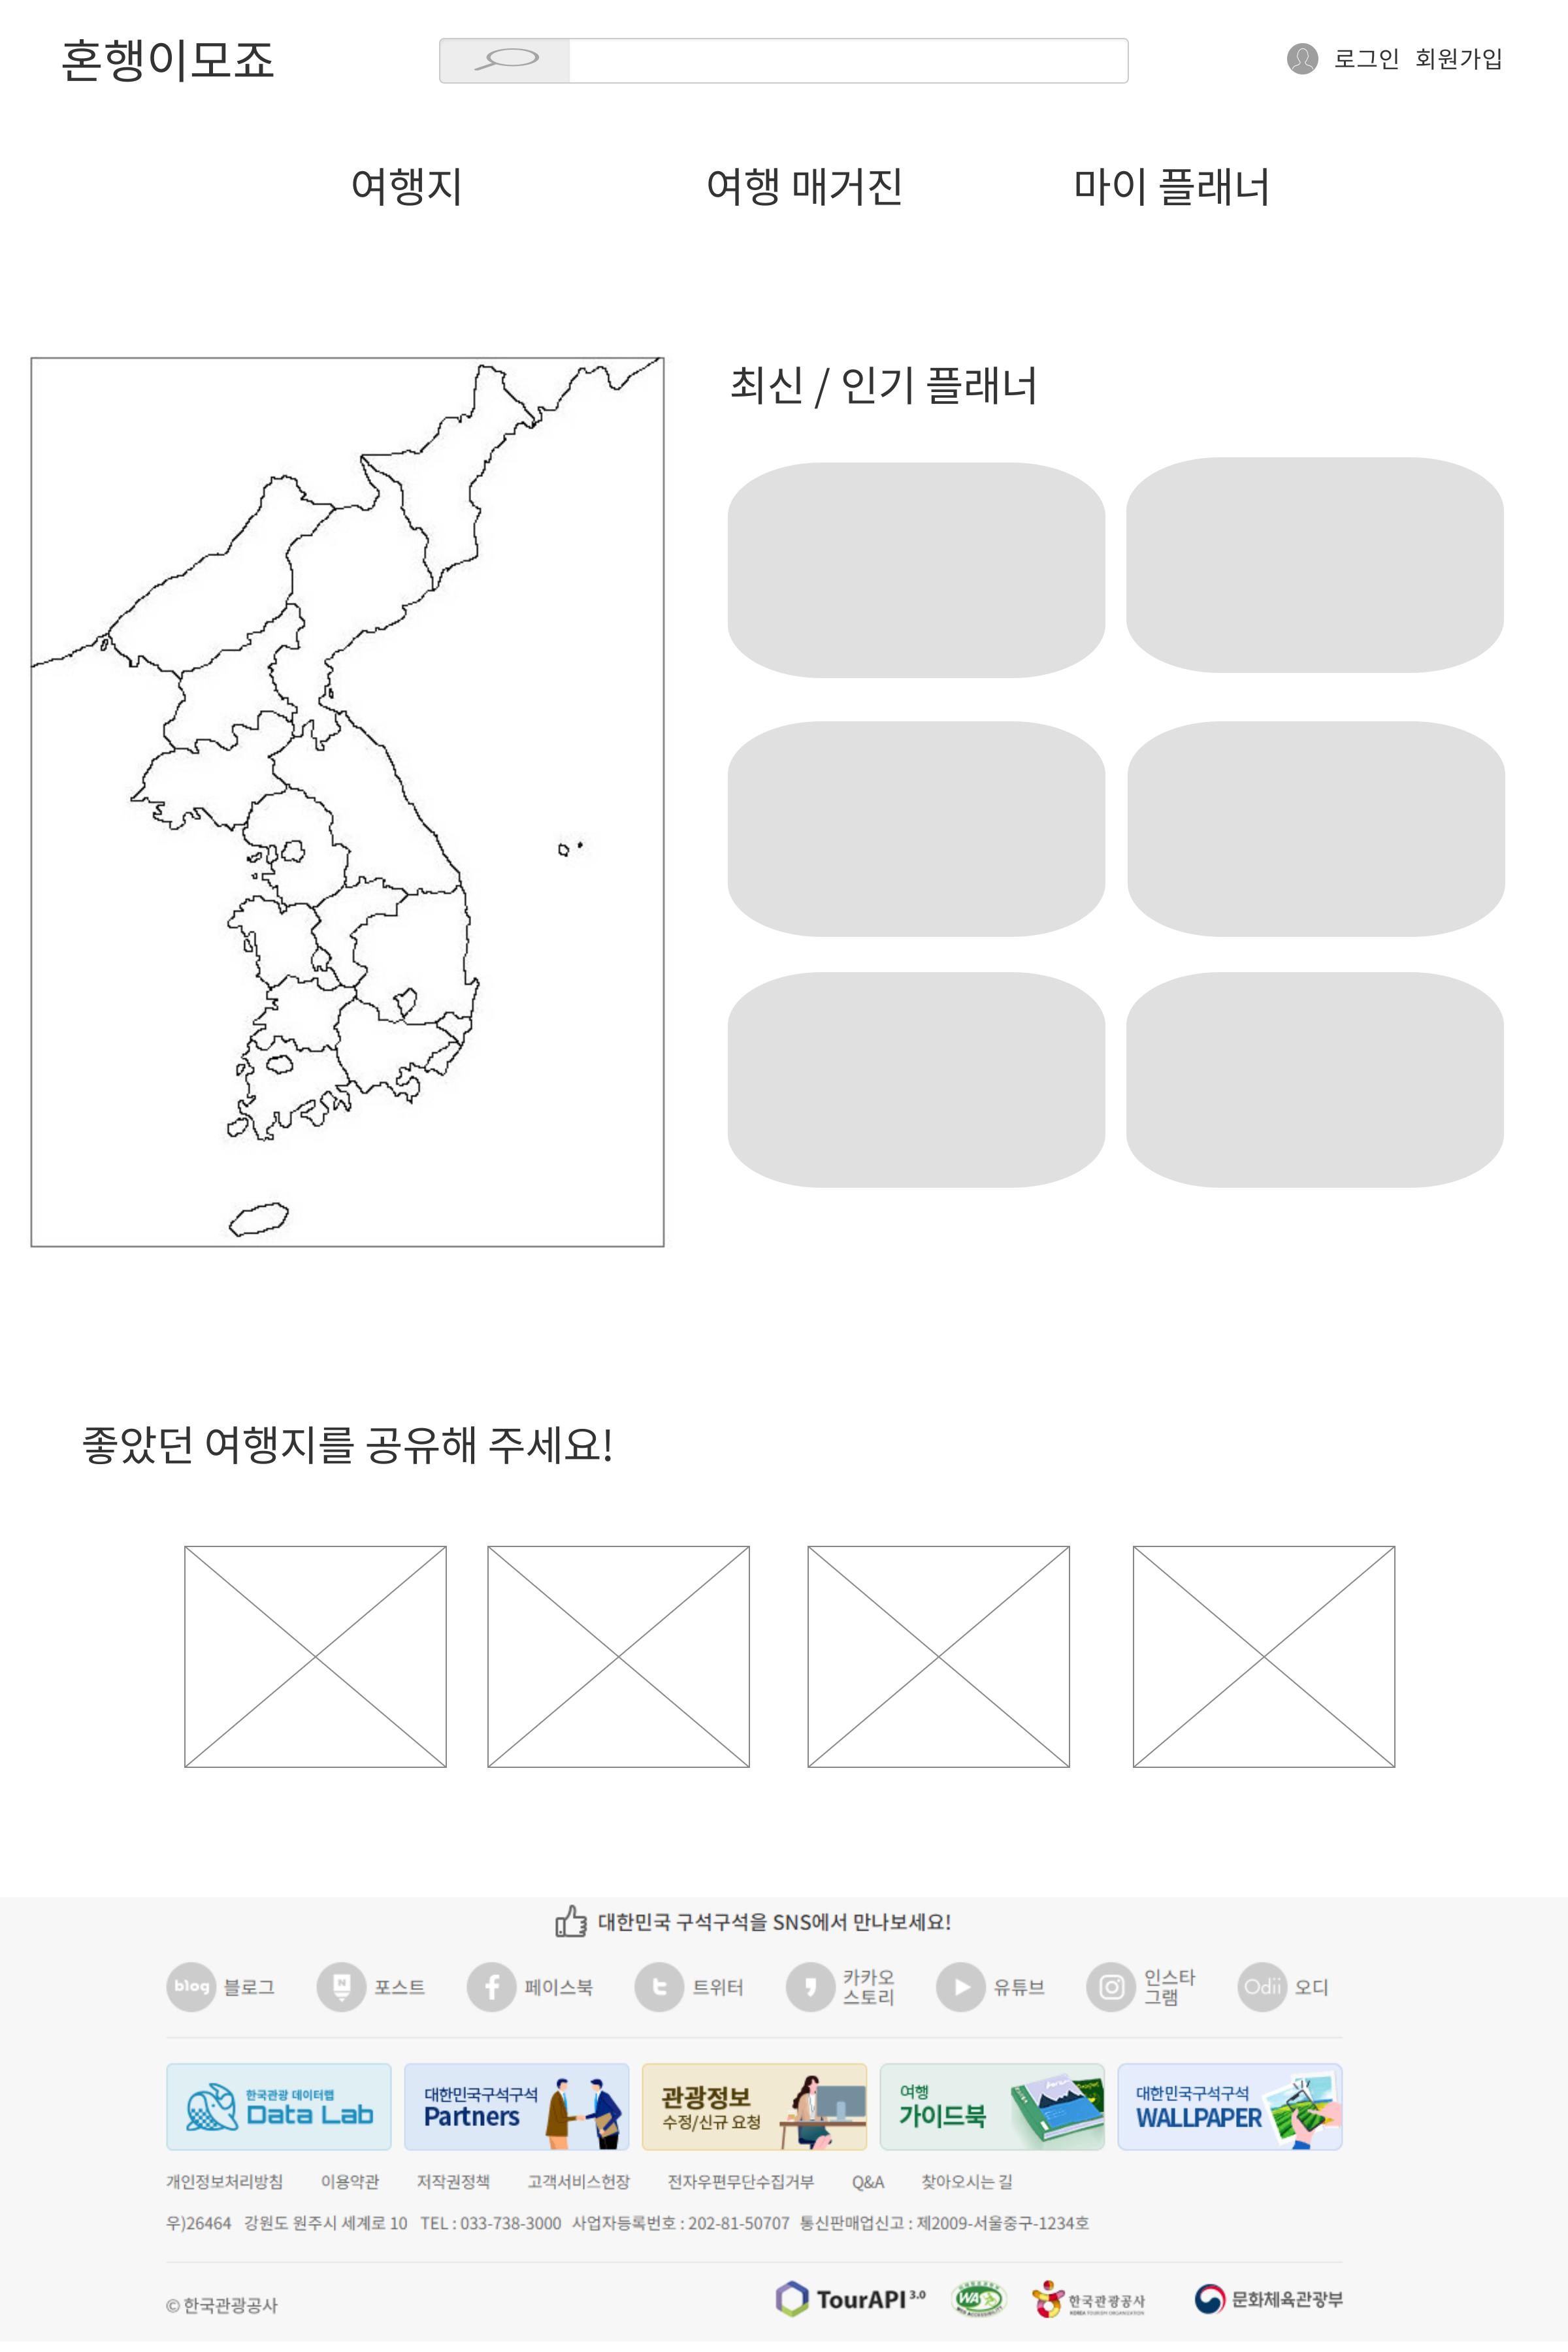 혼행이모죠
로그인 회원가입
여행지 여행 매거진 마이 플래너
최신 / 인기 플래너
좋았던 여행지를 공유해 주세요!
대한민국 구석구석을 SNS에서 만나보세요!
blog 블로그
N 포스트
페이스북
트위터
카카오
스토리
유튜브
인스타
그램
Odii 오디
한국관광 데이터랩
Data Lab
대한민국구석구석
Partners
관광정보
수정/신규 요청
여행
가이드북
대한민국구석구석
WALLPAPER
개인정보처리방침 이용약관 저작권정책 고객서비스헌장 전자우편무단수집거부 Q&A 찾아오시는 길
우)26464 강원도 원주시 세계로 10 TEL : 033-738-3000 사업자등록번호 : 202-81-50707 통신판매업신고 : 제2009-서울중구-1234호
© 한국관광공사
TourAPI 3.0
WA
WEB ACCESSIBILITY
한국관광공사
KOREA TOURISM ORGANIZATION
문화체육관광부